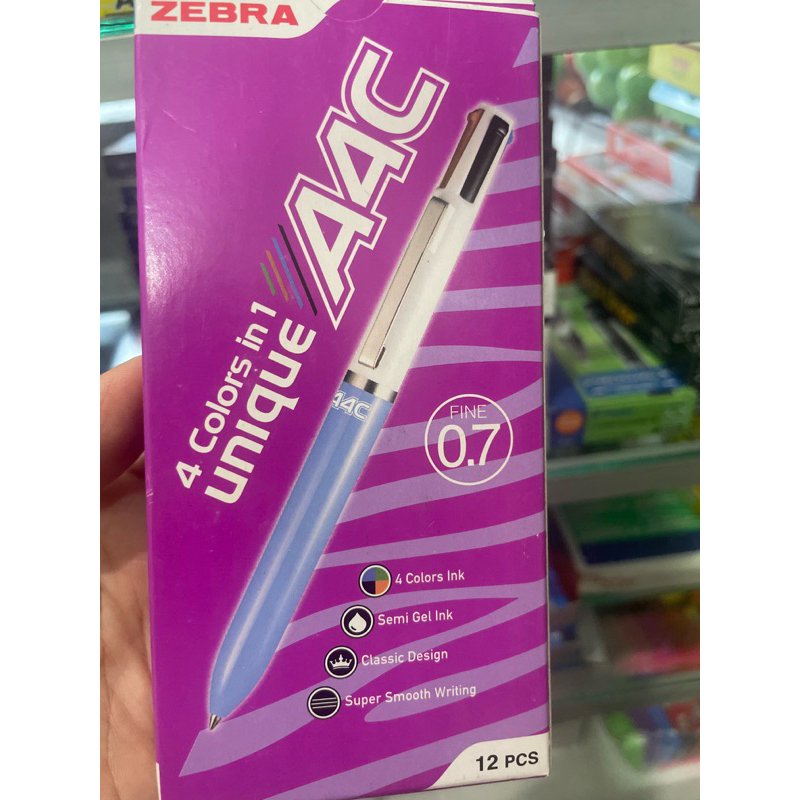 ZEBRA
A4C
4 Colors in 1
UNIQUE
A4C
FINE
0.7
4 Colors Ink
Semi Gel Ink
Classic Design
Super Smooth Writing
12 PCS